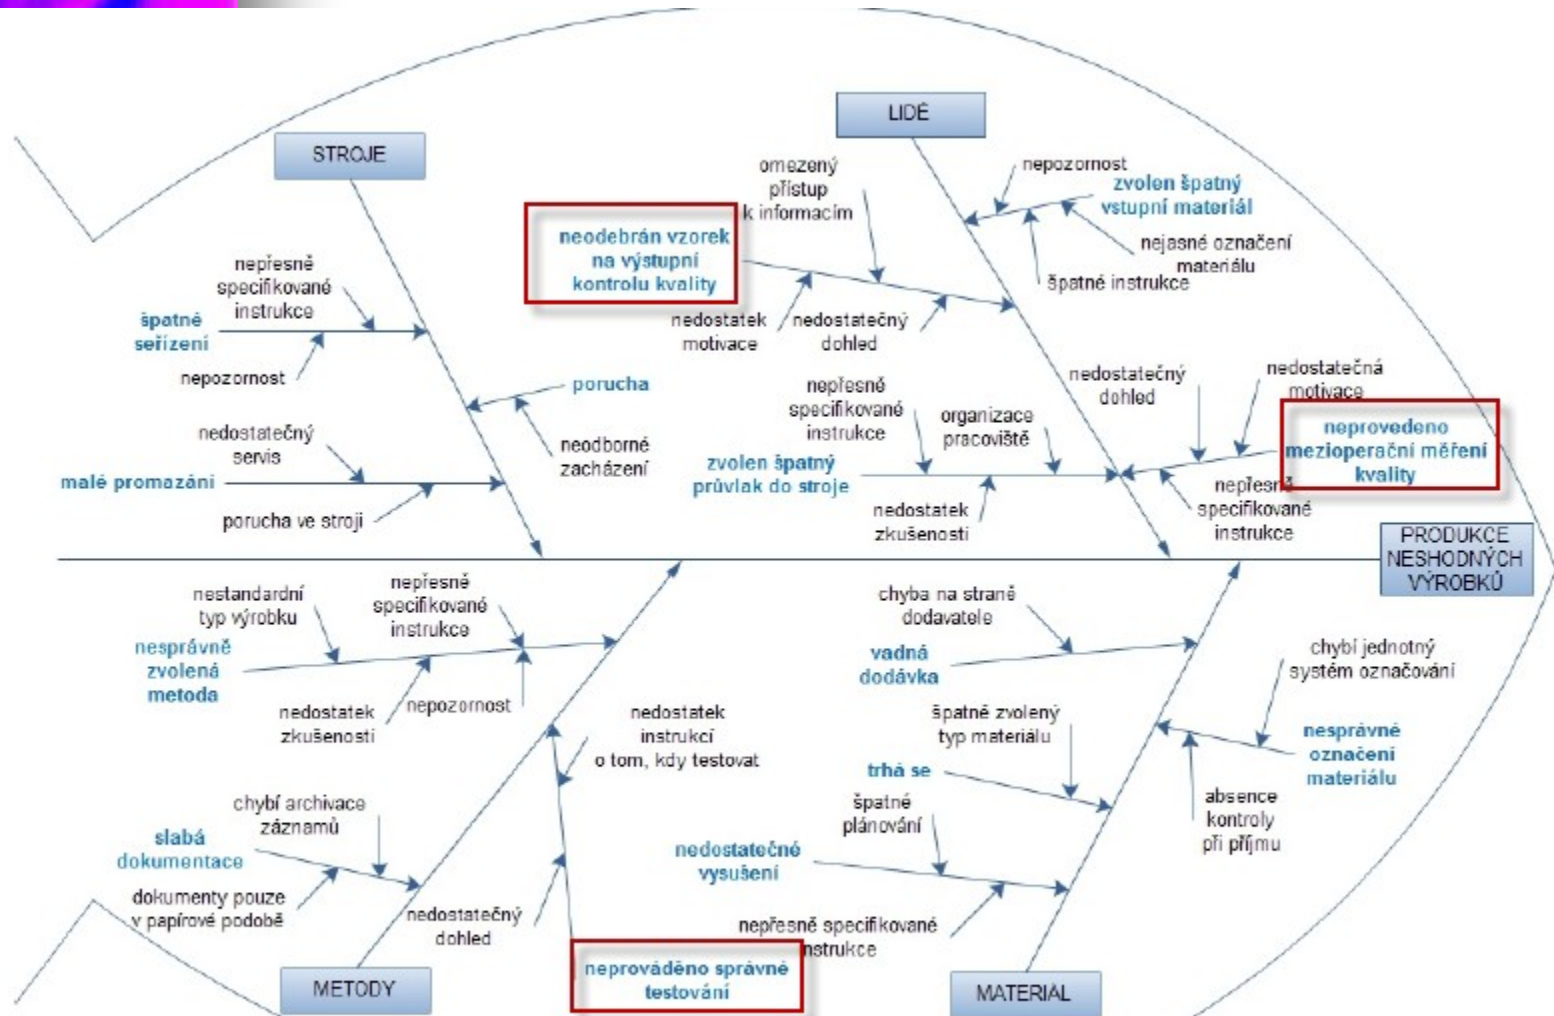 LIDÉ
STROJE
omezený
přístup
k informacím
nepozornost
zvolen špatný
vstupní materiál
nejasné označení
materiálu
špatné instrukce
neodebrán vzorek
na výstupní
kontrolu kvality
nedostatek
motivace
nedostatečný
dohled
nepřesně
specifikované
instrukce
špatné
seřízení
nepozornost
porucha
neodborné
zacházení
nedostatečný
servis
malé promazání
porucha ve stroji
nepřesně
specifikované
instrukce
organizace
pracoviště
zvolen špatný
průvlak do stroje
nedostatek
zkušeností
nedostatečný
dohled
nedostatečná
motivace
neprovedeno
mezioperační měření
kvality
nepřesně
specifikované
instrukce
PRODUKCE
NESHODNÝCH
VÝROBKŮ
nestandardní
typ výrobku
nepřesně
specifikované
instrukce
nesprávně
zvolená
metoda
nedostatek
zkušeností
nepozornost
nedostatek
instrukcí
o tom, kdy testovat
chybí archivace
záznamů
slabá
dokumentace
dokumenty pouze
v papírové podobě
nedostatečný
dohled
neprováděno správné
testování
METODY
chyba na straně
dodavatele
vadná
dodávka
chybí jednotný
systém označování
špatně zvolený
typ materiálu
nesprávné
označení
materiálu
trhá se
absence
kontroly
při příjmu
špatné
plánování
nedostatečné
vysušení
nepřesně specifikované
instrukce
MATERIÁL